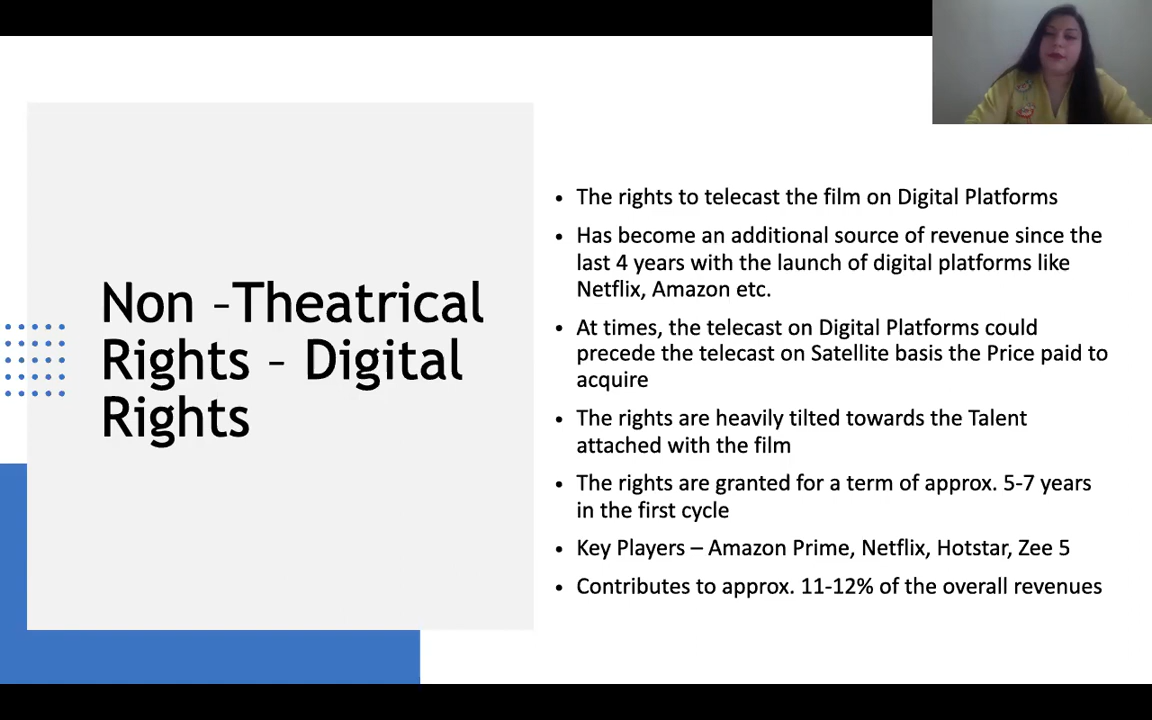 Non –Theatrical
Rights – Digital
Rights
• The rights to telecast the film on Digital Platforms
• Has become an additional source of revenue since the
last 4 years with the launch of digital platforms like
Netflix, Amazon etc.
• At times, the telecast on Digital Platforms could
precede the telecast on Satellite basis the Price paid to
acquire
• The rights are heavily tilted towards the Talent
attached with the film
• The rights are granted for a term of approx. 5-7 years
in the first cycle
• Key Players – Amazon Prime, Netflix, Hotstar, Zee 5
• Contributes to approx. 11-12% of the overall revenues